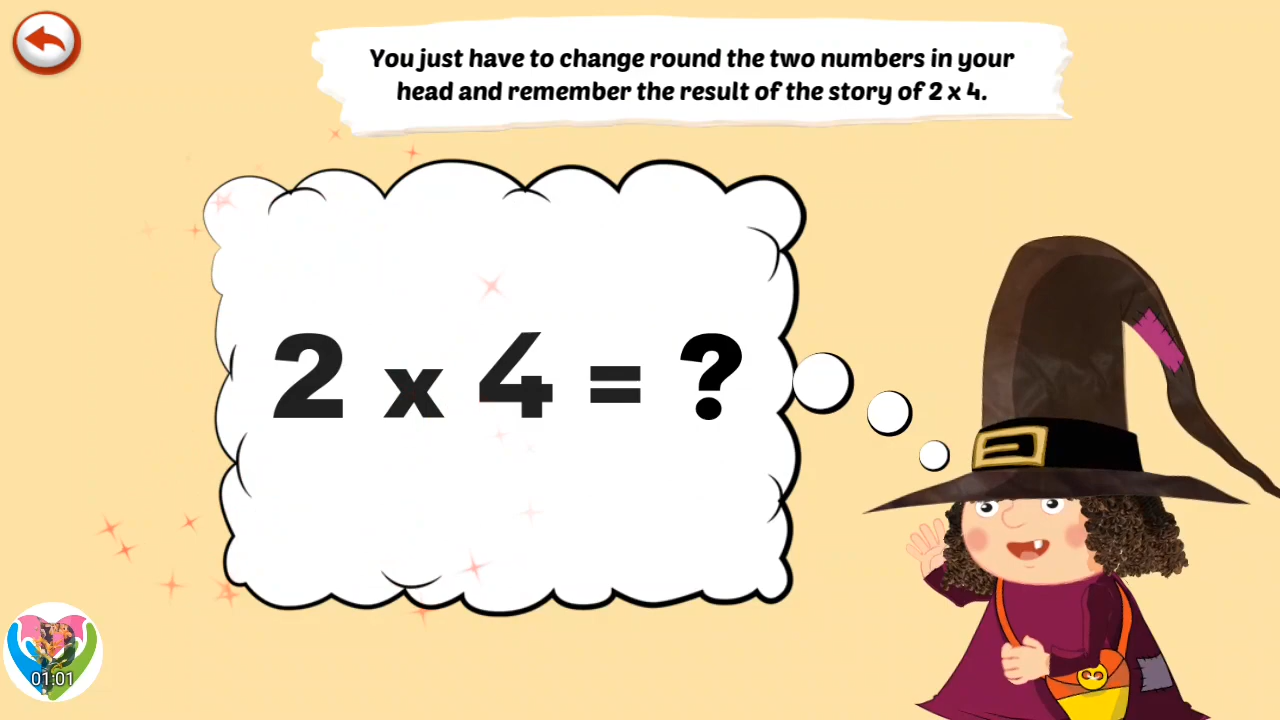 You just have to change round the two numbers in your
head and remember the result of the story of 2 x 4.
2 x 4 = ?
01:01